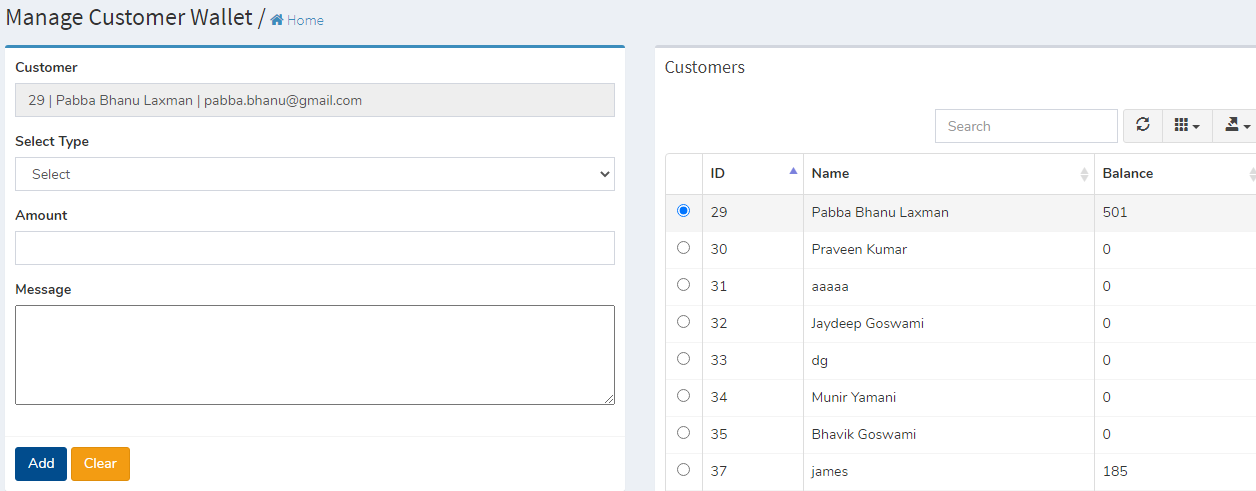 Manage Customer Wallet / Home
Customer
29 | Pabba Bhanu Laxman | pabba.bhanu@gmail.com
Select Type
Select
Amount
Message
Add Clear
Customers
Search
ID Name Balance
29 Pabba Bhanu Laxman 501
30 Praveen Kumar 0
31 aaaaa 0
32 Jaydeep Goswami 0
33 dg 0
34 Munir Yamani 0
35 Bhavik Goswami 0
37 james 185